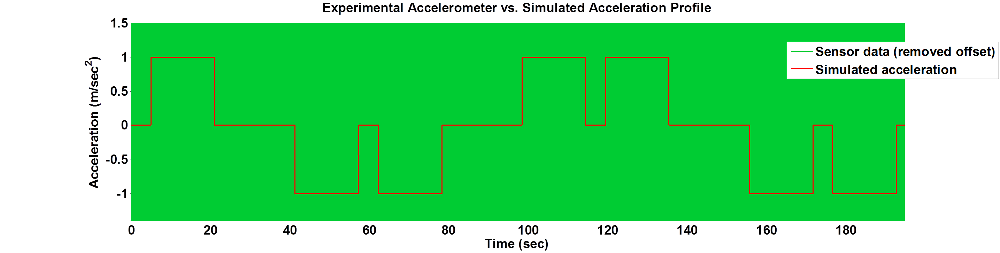 Experimental Accelerometer vs. Simulated Acceleration Profile
Acceleration (m/sec²)
1.5
1
0.5
0
-0.5
-1
Sensor data (removed offset)
Simulated acceleration
0 20 40 60 80 100 120 140 160 180
Time (sec)